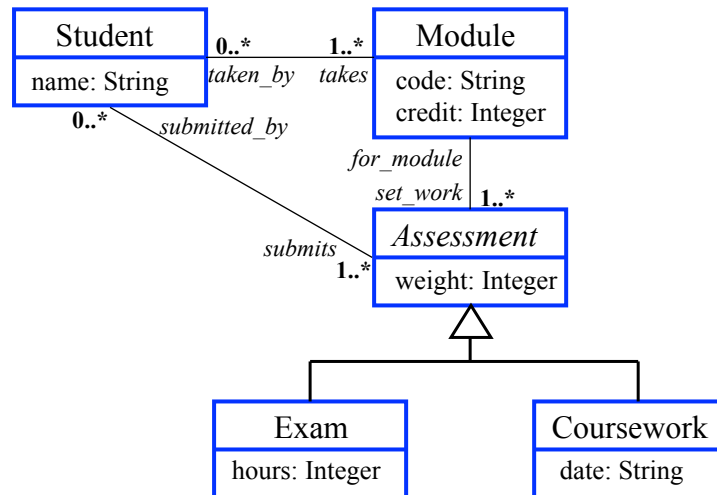 Student
name: String
0..*
1..*
taken_by
takes
Module
code: String
credit: Integer
0..*
submitted_by
for_module
set_work
1..*
submits
1..*
Assessment
weight: Integer
Exam
hours: Integer
Coursework
date: String